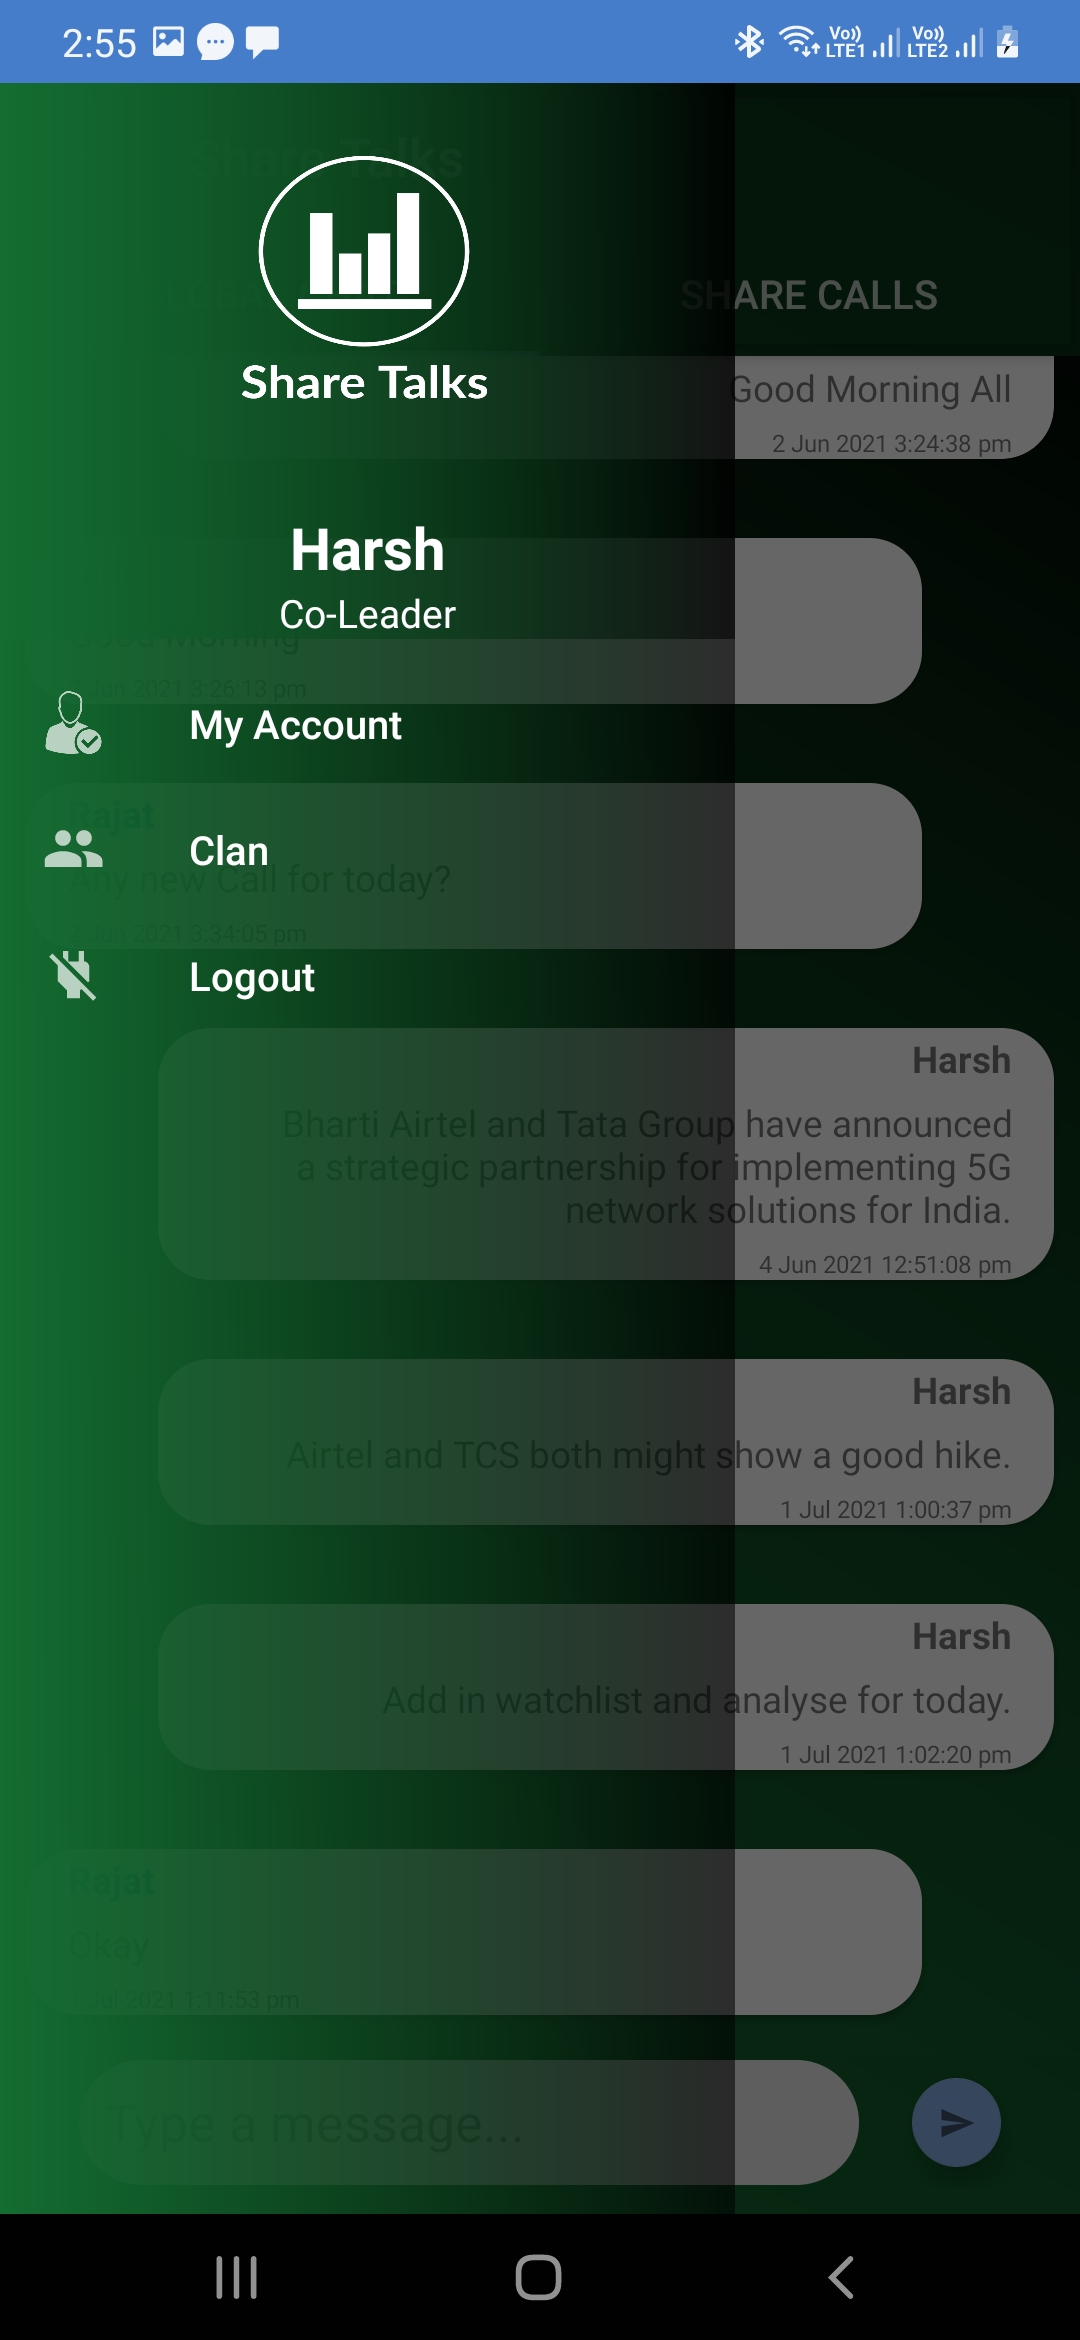 2:55
Vo)) LTE1
Vo)) LTE2
Share Talks
SHARE CALLS
Share Talks
Good Morning All
2 Jun 2021 3:24:38 pm
Harsh
Co-Leader
Good Morning
Jun 2021 3:26:13 pm
My Account
Rajat
Clan
Any new Call for today?
2 Jun 2021 3:34:05 pm
Logout
Harsh
Bharti Airtel and Tata Group have announced
a strategic partnership for implementing 5G
network solutions for India.
4 Jun 2021 12:51:08 pm
Harsh
Airtel and TCS both might show a good hike.
1 Jul 2021 1:00:37 pm
Harsh
Add in watchlist and analyse for today.
1 Jul 2021 1:02:20 pm
Rajat
Okay
Jul 2021 1:11:53 pm
Type a message...